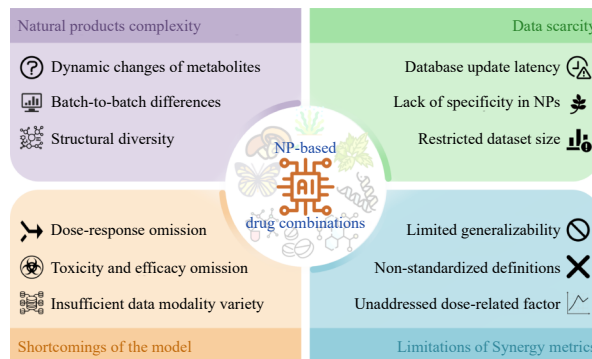 Natural products complexity
Dynamic changes of metabolites
Batch-to-batch differences
Structural diversity
Data scarcity
Database update latency
Lack of specificity in NPs
Restricted dataset size
NP-based
AI
drug combinations
Dose-response omission
Toxicity and efficacy omission
Insufficient data modality variety
Shortcomings of the model
Limited generalizability
Non-standardized definitions
Unaddressed dose-related factor
Limitations of Synergy metrics